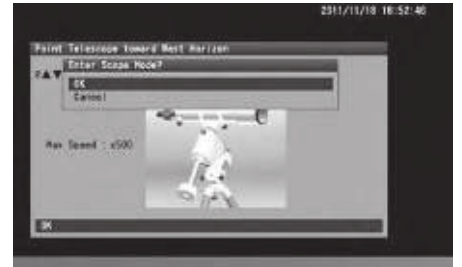 2011/11/18 16:52:46
Point Telescope toward West Horizon
Enter Scope Mode?
OK
Cancel
Max Speed : x500
OK